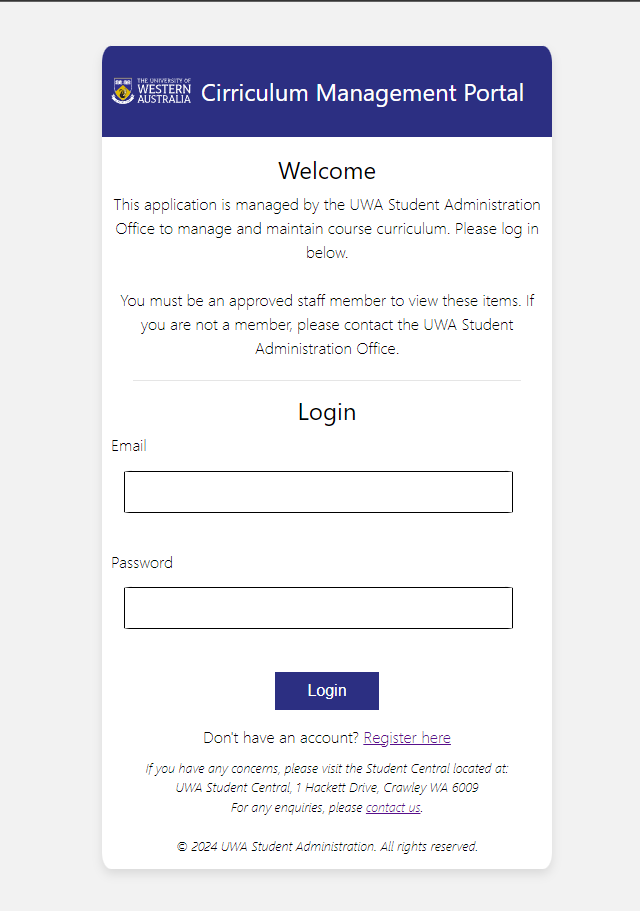 THE UNIVERSITY OF
WESTERN
AUSTRALIA
Cirriculum Management Portal
Welcome
This application is managed by the UWA Student Administration
Office to manage and maintain course curriculum. Please log in
below.
You must be an approved staff member to view these items. If
you are not a member, please contact the UWA Student
Administration Office.
Login
Email
Password
Login
Don't have an account? Register here
If you have any concerns, please visit the Student Central located at:
UWA Student Central, 1 Hackett Drive, Crawley WA 6009
For any enquiries, please contact us.
© 2024 UWA Student Administration. All rights reserved.